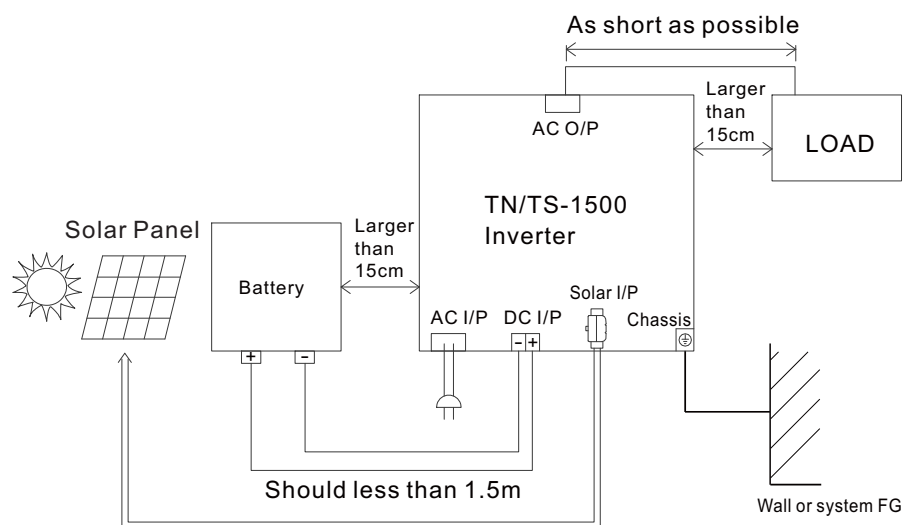 As short as possible
Larger
than
15cm
AC O/P
LOAD
TN/TS-1500
Inverter
Solar Panel
Larger
than
15cm
Battery
Solar I/P
AC I/P
DC I/P
Chassis
- +
+ -
Should less than 1.5m
Wall or system FG